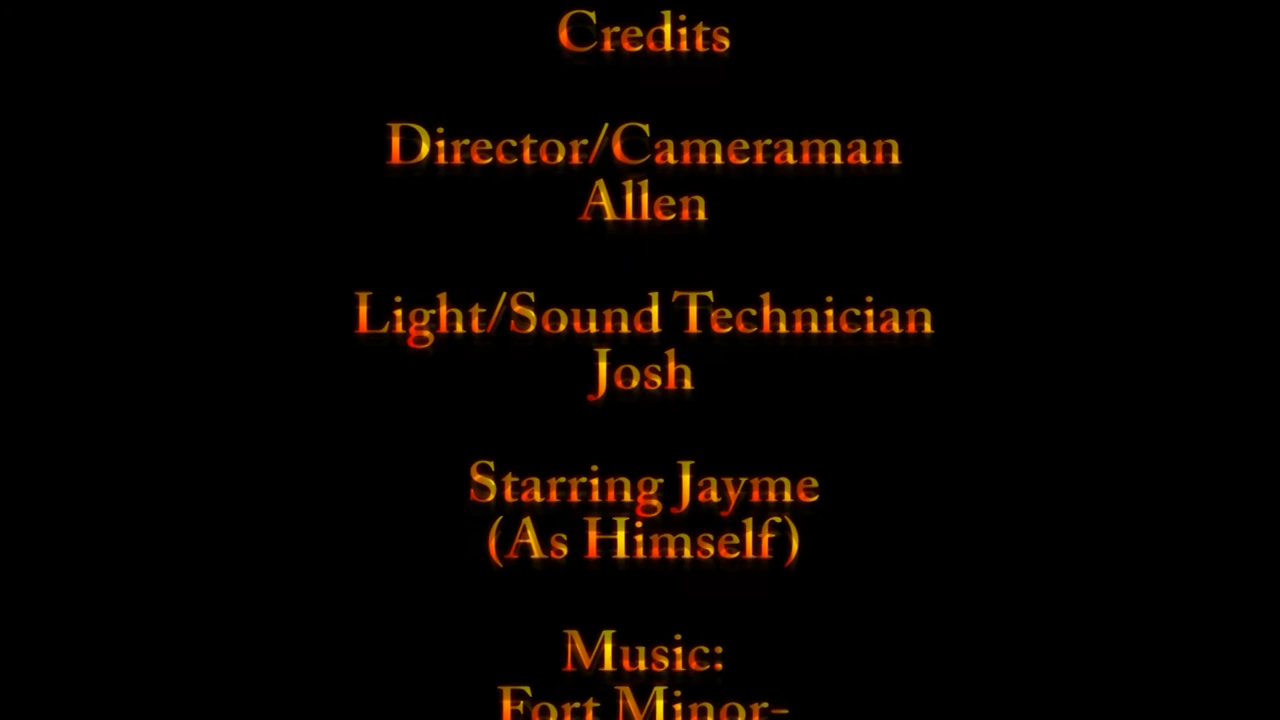 Credits
Director/Cameraman
Allen
Light/Sound Technician
Josh
Starring Jayme
(As Himself)
Music:
Fort Minor-